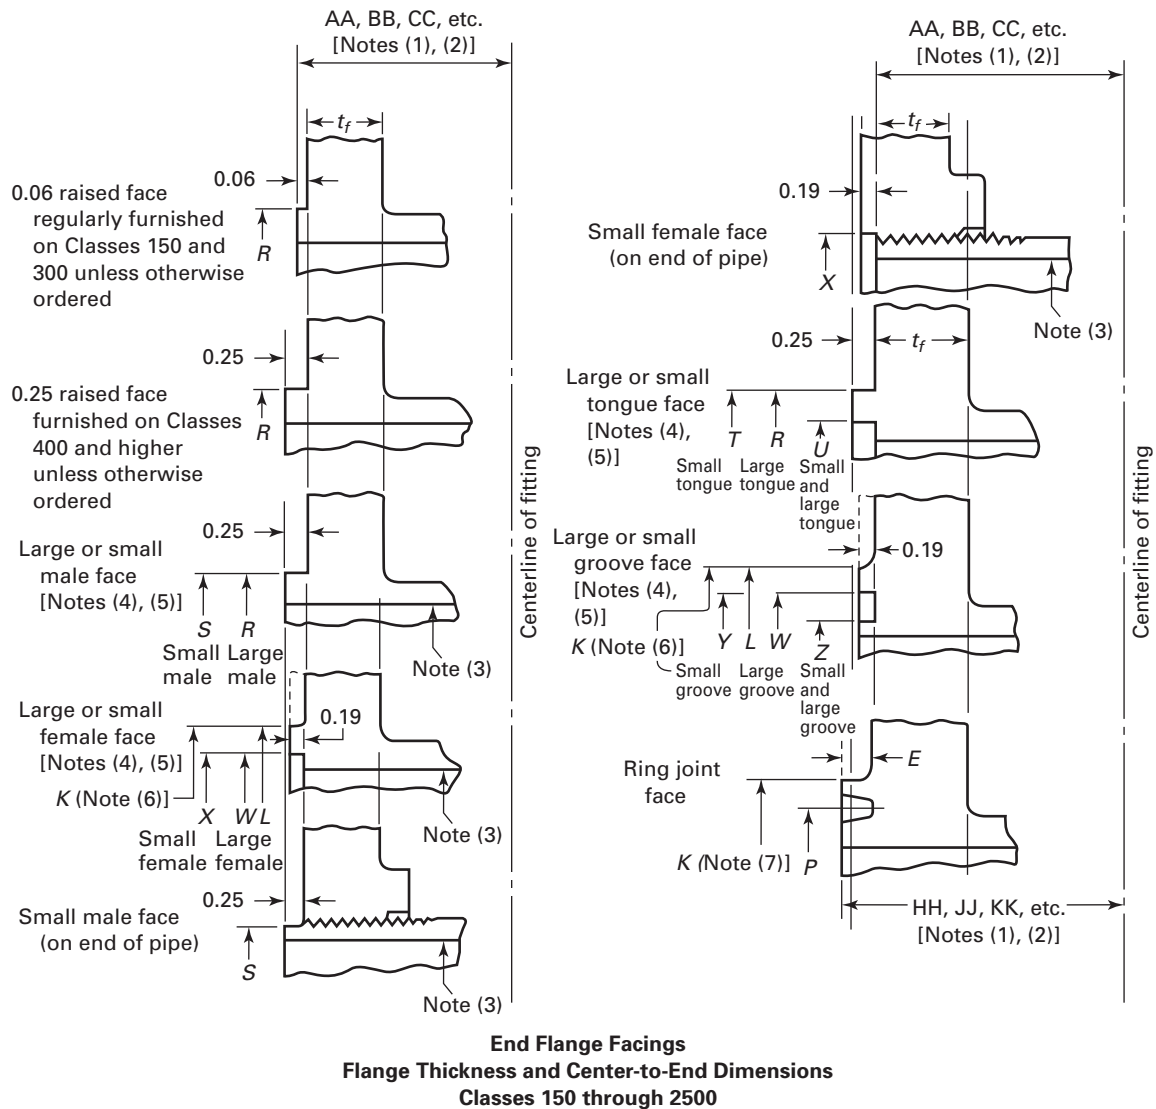 AA, BB, CC, etc.
[Notes (1), (2)]
t_f
0.06
0.06 raised face
regularly furnished
on Classes 150 and
300 unless otherwise
ordered
R
0.25
0.25 raised face
furnished on Classes
400 and higher
unless otherwise
ordered
R
0.25
Large or small
male face
[Notes (4), (5)]
S R
Small Large
male male
Note (3)
Large or small
female face
[Notes (4), (5)]
0.19
K (Note (6)]
X W L
Small Large
female female
Note (3)
0.25
Small male face
(on end of pipe)
S
Note (3)
Centerline of fitting
AA, BB, CC, etc.
[Notes (1), (2)]
t_f
0.19
Small female face
(on end of pipe)
X
Note (3)
0.25
t_f
Large or small
tongue face
[Notes (4),
(5)]
T R U
Small Large Small
tongue tongue and
large
tongue
Large or small
groove face
[Notes (4),
(5)]
0.19
K (Note (6)]
Y L W Z
Small Large Small
groove groove and
large
groove
Ring joint
face
E
K (Note (7)] P
HH, JJ, KK, etc.
[Notes (1), (2)]
Centerline of fitting
End Flange Facings
Flange Thickness and Center-to-End Dimensions
Classes 150 through 2500